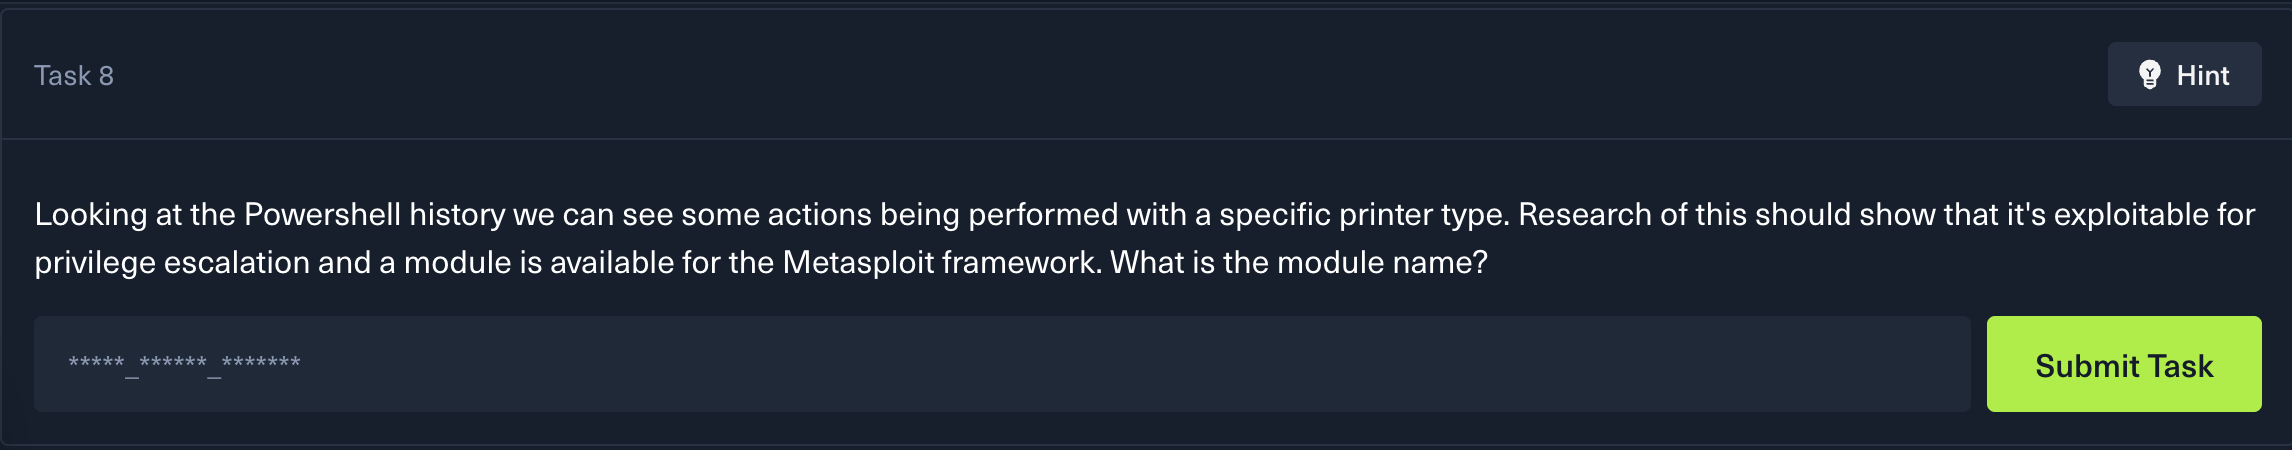 Task 8
Hint
Looking at the Powershell history we can see some actions being performed with a specific printer type. Research of this should show that it's exploitable for
privilege escalation and a module is available for the Metasploit framework. What is the module name?
*****_******_*******
Submit Task